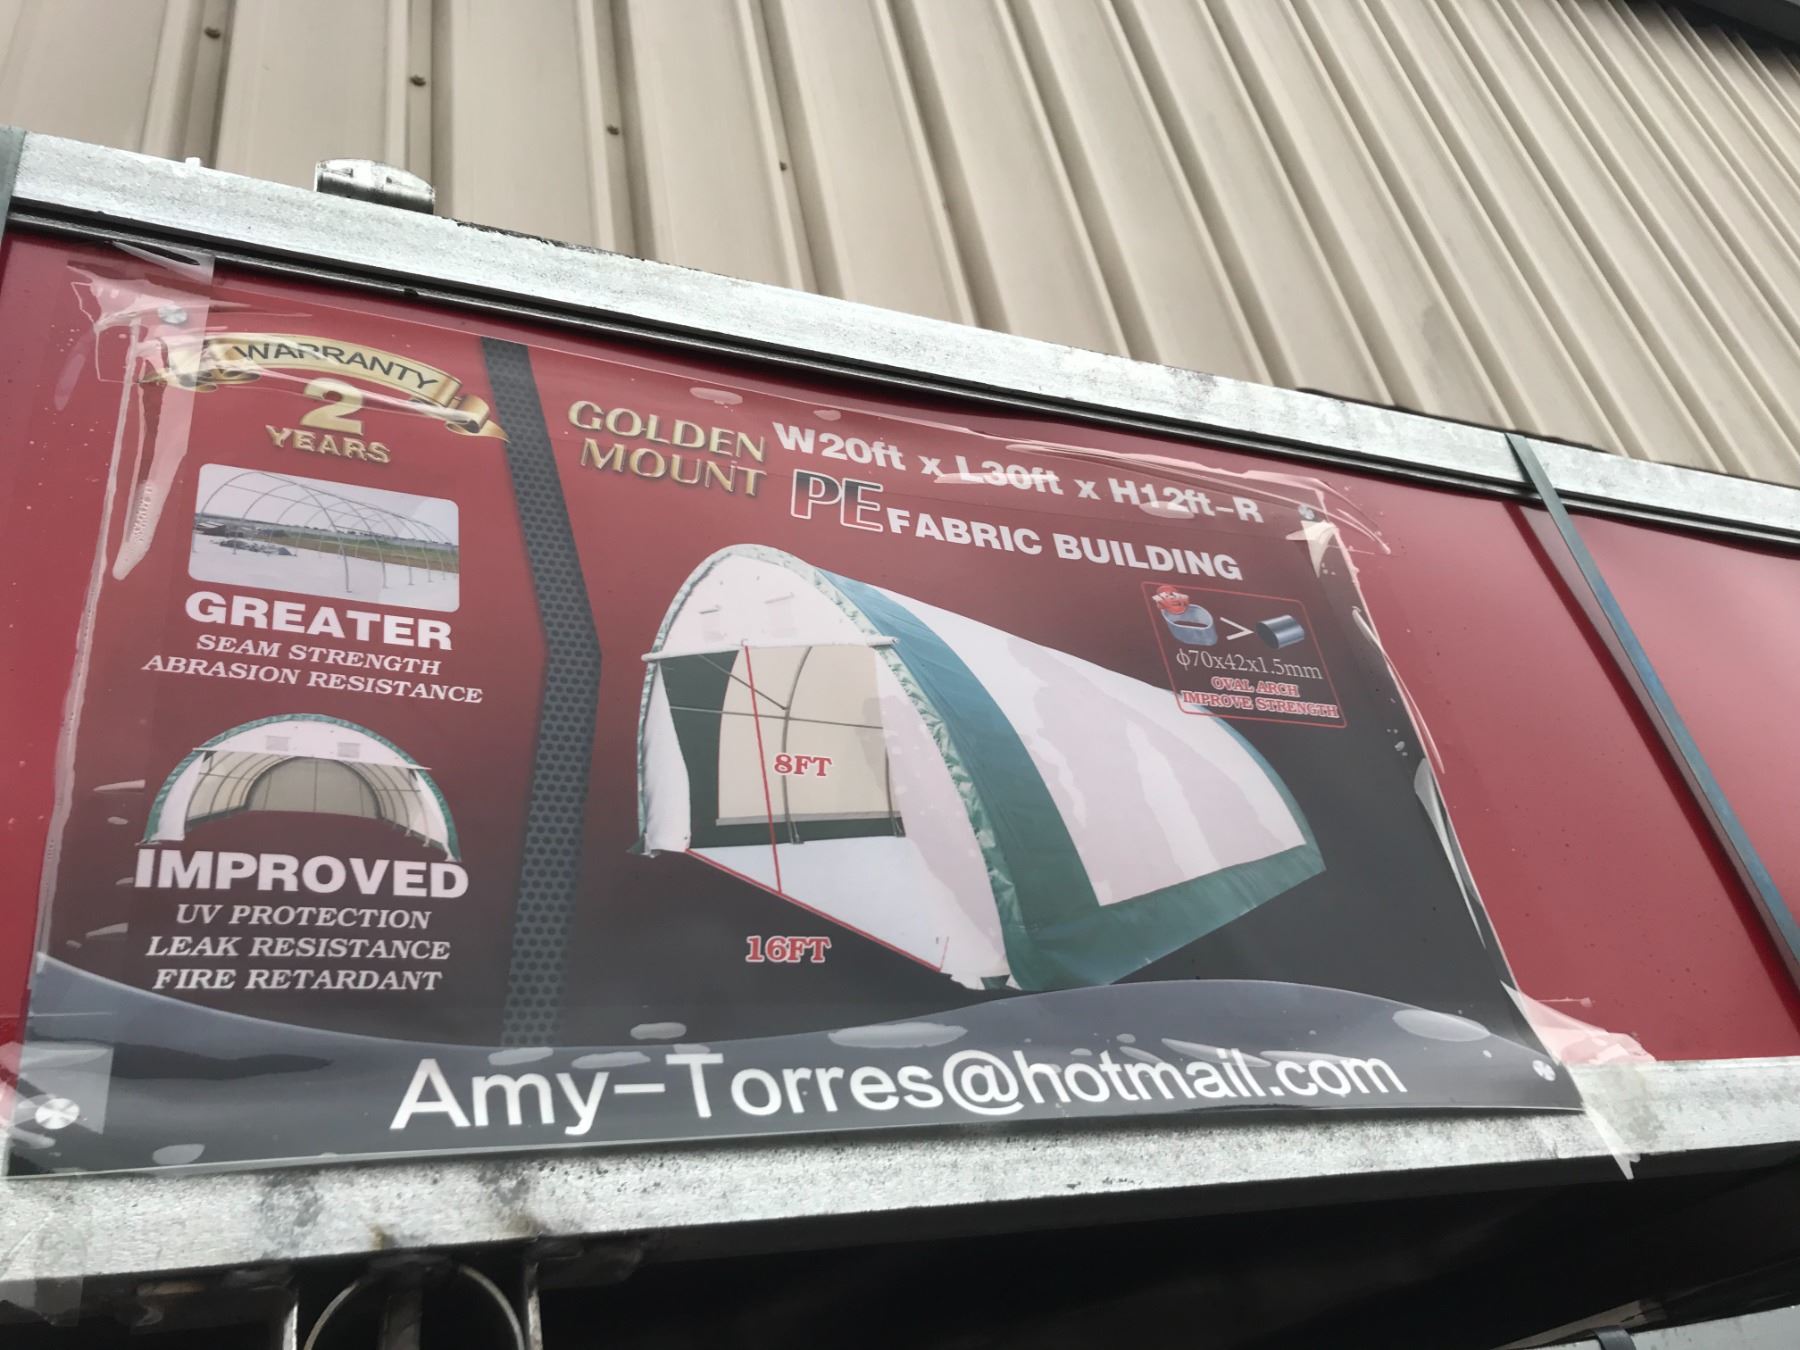 WARRANTY
2
YEARS
GREATER
SEAM STRENGTH
ABRASION RESISTANCE
IMPROVED
UV PROTECTION
LEAK RESISTANCE
FIRE RETARDANT
GOLDEN
MOUNT
W20ft x L30ft x H12ft-R
PE FABRIC BUILDING
>
ϕ70x42x1.5mm
OVAL ARCH
IMPROVE STRENGTH
8FT
16FT
Amy-Torres@hotmail.com